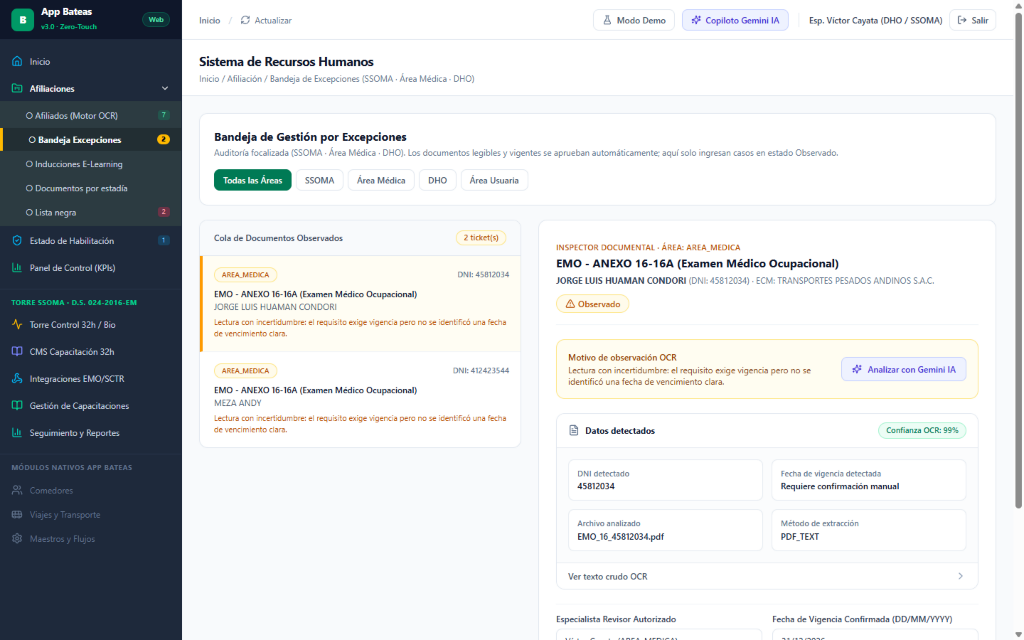 B
App Bateas
v3.0 · Zero-Touch
Web
Inicio
Afiliaciones
Afiliados (Motor OCR)
7
Bandeja Excepciones
2
Inducciones E-Learning
Documentos por estadía
Lista negra
2
Estado de Habilitación
1
Panel de Control (KPIs)
TORRE SSOMA - D.S. 024-2016-EM
Torre Control 32h / Bio
CMS Capacitación 32h
Integraciones EMO/SCTR
Gestión de Capacitaciones
Seguimiento y Reportes
MÓDULOS NATIVOS APP BATEAS
Comedores
Viajes y Transporte
Maestros y Flujos
Inicio / Actualizar
Modo Demo
Copiloto Gemini IA
Esp. Víctor Cayata (DHO / SSOMA)
Salir
Sistema de Recursos Humanos
Inicio / Afiliación / Bandeja de Excepciones (SSOMA · Área Médica · DHO)
Bandeja de Gestión por Excepciones
Auditoría focalizada (SSOMA · Área Médica · DHO). Los documentos legibles y vigentes se aprueban automáticamente; aquí solo ingresan casos en estado Observado.
Todas las Áreas
SSOMA
Área Médica
DHO
Área Usuaria
Cola de Documentos Observados
2 ticket(s)
AREA_MEDICA
DNI: 45812034
EMO - ANEXO 16-16A (Examen Médico Ocupacional)
JORGE LUIS HUAMAN CONDORI
Lectura con incertidumbre: el requisito exige vigencia pero no se identificó una fecha
de vencimiento clara.
AREA_MEDICA
DNI: 412423544
EMO - ANEXO 16-16A (Examen Médico Ocupacional)
MEZA ANDY
Lectura con incertidumbre: el requisito exige vigencia pero no se identificó una fecha
de vencimiento clara.
INSPECTOR DOCUMENTAL · ÁREA: AREA_MEDICA
EMO - ANEXO 16-16A (Examen Médico Ocupacional)
JORGE LUIS HUAMAN CONDORI (DNI: 45812034) · ECM: TRANSPORTES PESADOS ANDINOS S.A.C.
Observado
Motivo de observación OCR
Lectura con incertidumbre: el requisito exige vigencia pero no se
identificó una fecha de vencimiento clara.
Analizar con Gemini IA
Datos detectados
Confianza OCR: 99%
DNI detectado
45812034
Fecha de vigencia detectada
Requiere confirmación manual
Archivo analizado
EMO_16_45812034.pdf
Método de extracción
PDF_TEXT
Ver texto crudo OCR
Especialista Revisor Autorizado
Fecha de Vigencia Confirmada (DD/MM/YYYY)